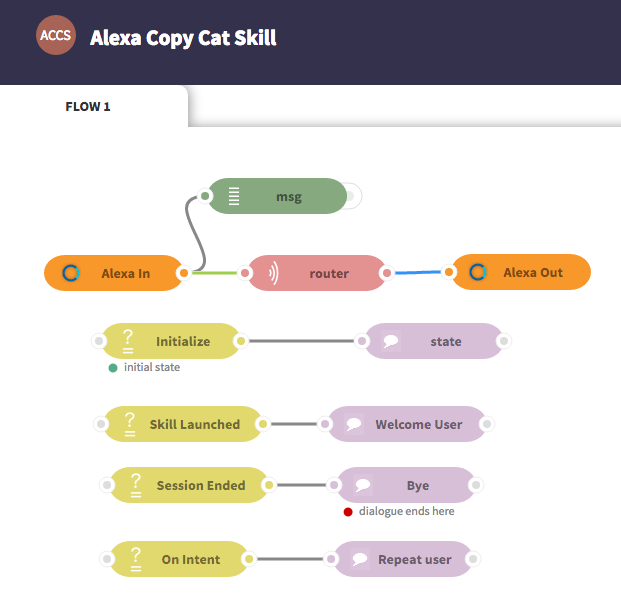 ACCS
Alexa Copy Cat Skill
FLOW 1
msg
Alexa In
router
Alexa Out
Initialize
state
initial state
Skill Launched
Welcome User
Session Ended
Bye
dialogue ends here
On Intent
Repeat user